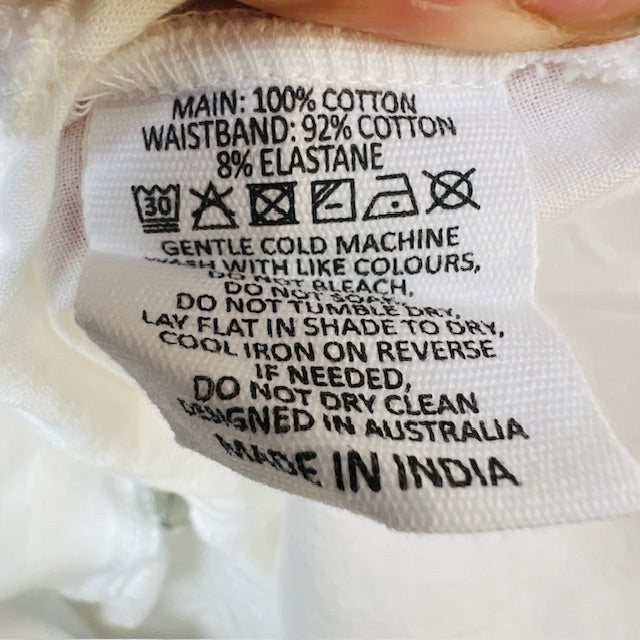 MAIN: 100% COTTON
WAISTBAND: 92% COTTON
8% ELASTANE
30
GENTLE COLD MACHINE
WASH WITH LIKE COLOURS,
DO NOT BLEACH,
DO NOT SOAK,
DO NOT TUMBLE DRY,
LAY FLAT IN SHADE TO DRY,
COOL IRON ON REVERSE
IF NEEDED,
DO NOT DRY CLEAN
DESIGNED IN AUSTRALIA
MADE IN INDIA